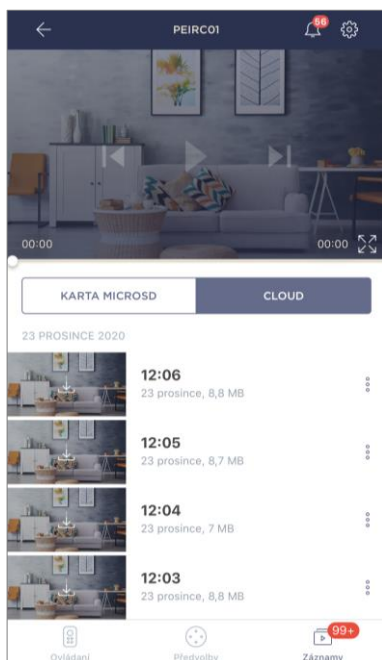 PEIRC01
56
00:00
00:00
KARTA MICROSD
CLOUD
23 PROSINCE 2020
12:06
23 prosince, 8,8 MB
12:05
23 prosince, 8,7 MB
12:04
23 prosince, 7 MB
12:03
23 prosince, 8,8 MB
99+
Ovládaní
Předvolby
Záznamy